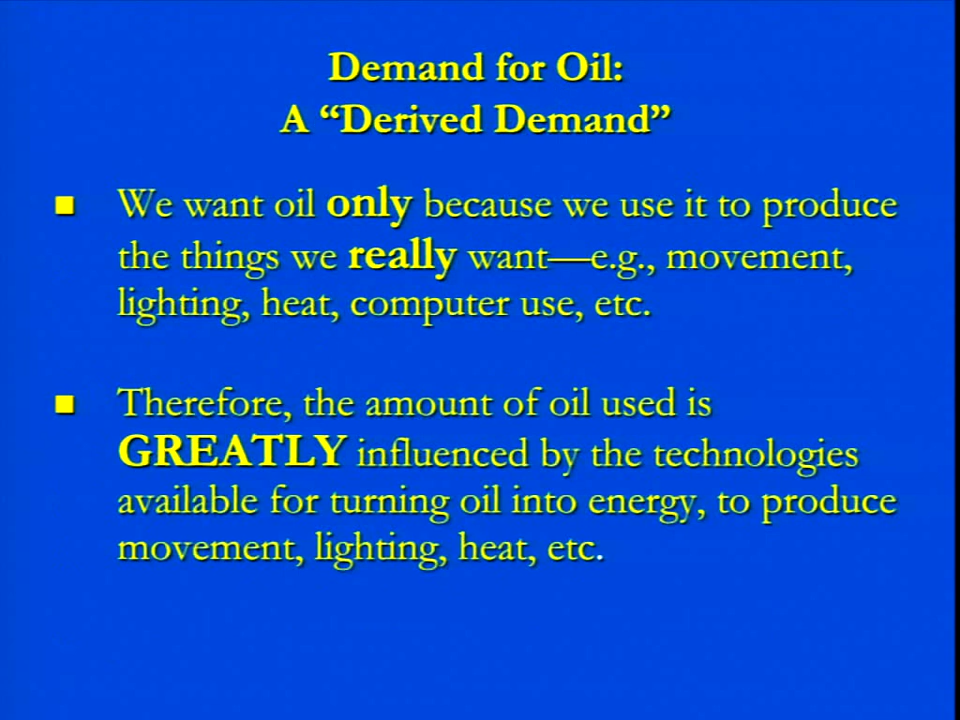 Demand for Oil:
A “Derived Demand”
We want oil only because we use it to produce
the things we really want—e.g., movement,
lighting, heat, computer use, etc.
Therefore, the amount of oil used is
GREATLY influenced by the technologies
available for turning oil into energy, to produce
movement, lighting, heat, etc.